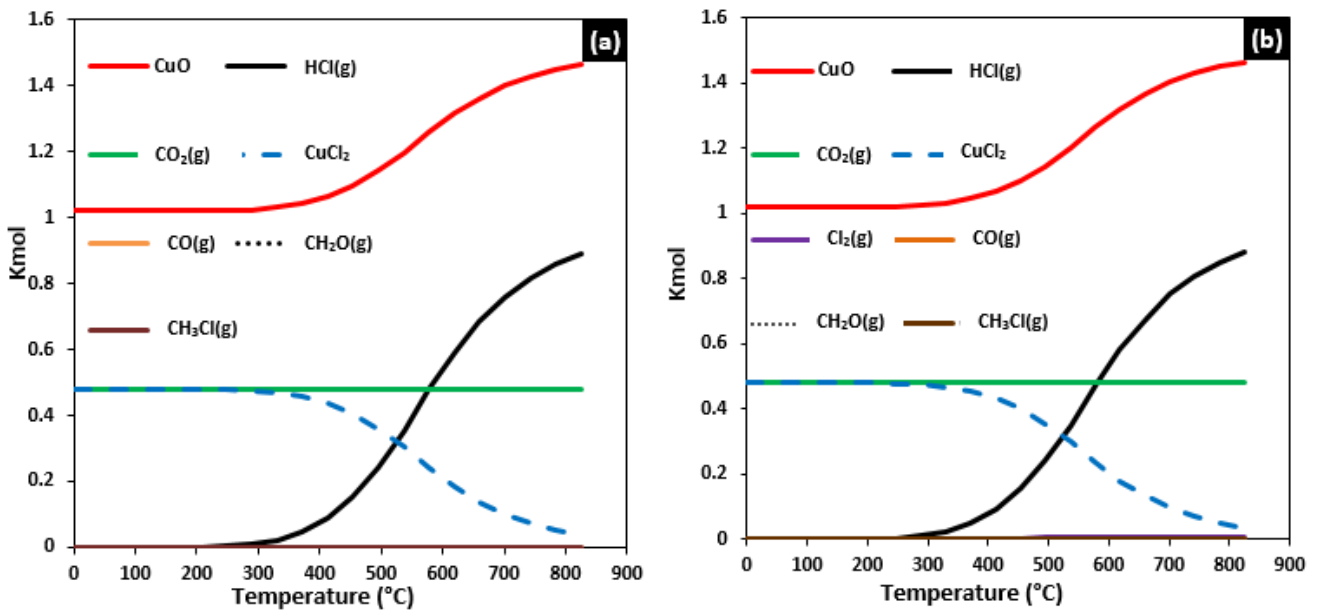 (a)
1.6
1.4
1.2
1
0.8
0.6
0.4
0.2
0
Kmol
CuO HCl(g)
CO₂(g) CuCl₂
CO(g) CH₂O(g)
CH₃Cl(g)
0 100 200 300 400 500 600 700 800 900
Temperature (°C)
(b)
1.6
1.4
1.2
1
0.8
0.6
0.4
0.2
0
Kmol
CuO HCl(g)
CO₂(g) CuCl₂
Cl₂(g) CO(g)
CH₂O(g) CH₃Cl(g)
0 100 200 300 400 500 600 700 800 900
Temperature (°C)